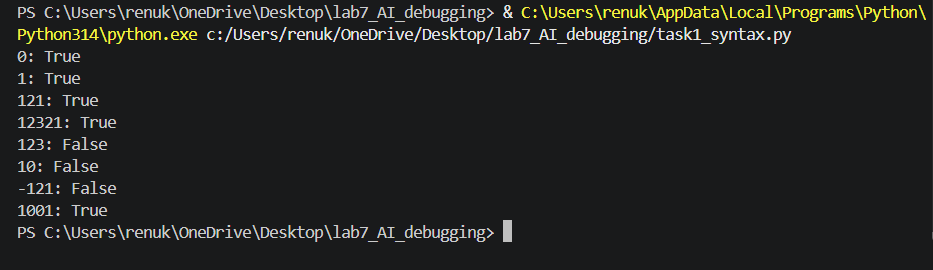 PS C:\Users\renuk\OneDrive\Desktop\lab7_AI_debugging> & C:\Users\renuk\AppData\Local\Programs\Python\
Python314\python.exe c:/Users/renuk/OneDrive/Desktop/lab7_AI_debugging/task1_syntax.py
0: True
1: True
121: True
12321: True
123: False
10: False
-121: False
1001: True
PS C:\Users\renuk\OneDrive\Desktop\lab7_AI_debugging>